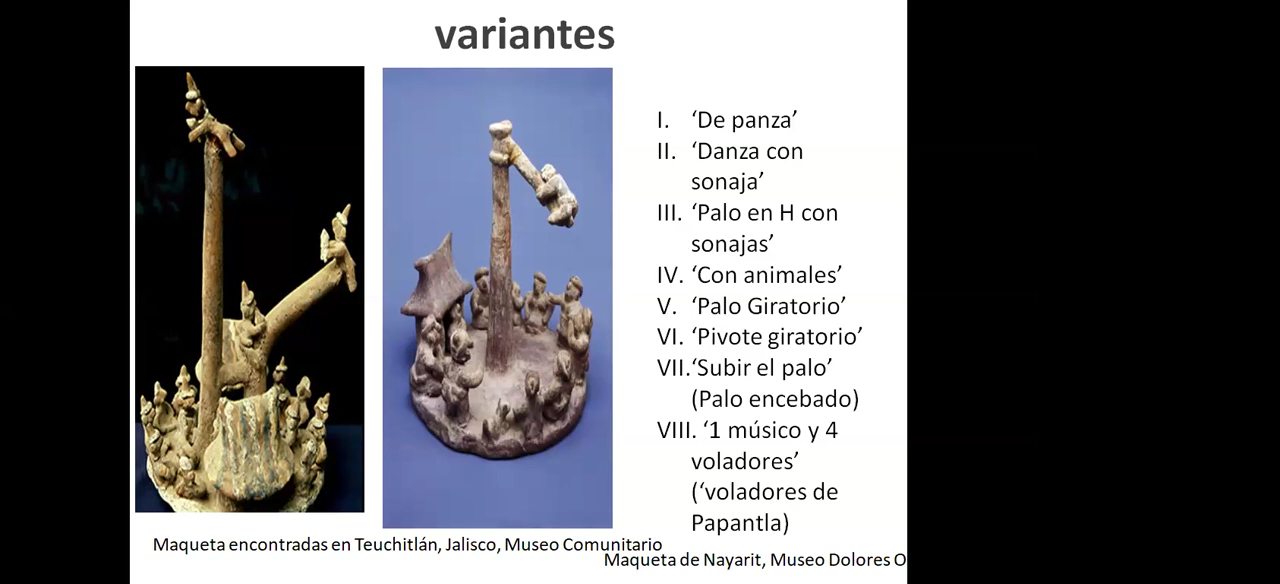 variantes
I. ‘De panza’
II. ‘Danza con
sonaja’
III. ‘Palo en H con
sonajas’
IV. ‘Con animales’
V. ‘Palo Giratorio’
VI. ‘Pivote giratorio’
VII.‘Subir el palo’
(Palo encebado)
VIII. ‘1 músico y 4
voladores’
(‘voladores de
Papantla)
Maqueta encontradas en Teuchitlán, Jalisco, Museo Comunitario
Maqueta de Nayarit, Museo Dolores O